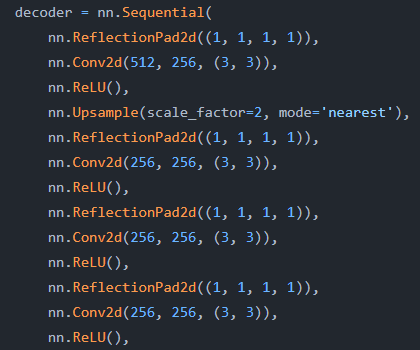 decoder = nn.Sequential(
    nn.ReflectionPad2d((1, 1, 1, 1)),
    nn.Conv2d(512, 256, (3, 3)),
    nn.ReLU(),
    nn.Upsample(scale_factor=2, mode='nearest'),
    nn.ReflectionPad2d((1, 1, 1, 1)),
    nn.Conv2d(256, 256, (3, 3)),
    nn.ReLU(),
    nn.ReflectionPad2d((1, 1, 1, 1)),
    nn.Conv2d(256, 256, (3, 3)),
    nn.ReLU(),
    nn.ReflectionPad2d((1, 1, 1, 1)),
    nn.Conv2d(256, 256, (3, 3)),
    nn.ReLU(),